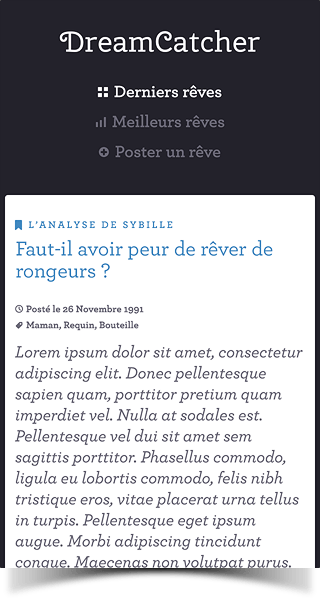 DreamCatcher
Derniers rêves
Meilleurs rêves
Poster un rêve
L'ANALYSE DE SYBILLE
Faut-il avoir peur de rêver de
rongeurs ?
Posté le 26 Novembre 1991
Maman, Requin, Bouteille
Lorem ipsum dolor sit amet, consectetur
adipiscing elit. Donec pellentesque
sapien quam, porttitor pretium quam
imperdiet vel. Nulla at sodales est.
Pellentesque vel dui sit amet sem
sagittis porttitor. Phasellus commodo,
ligula eu lobortis commodo, felis nibh
tristique eros, vitae placerat urna tellus
in turpis. Pellentesque eget ipsum
augue. Morbi adipiscing tincidunt
congue. Maecenas non volutpat purus.